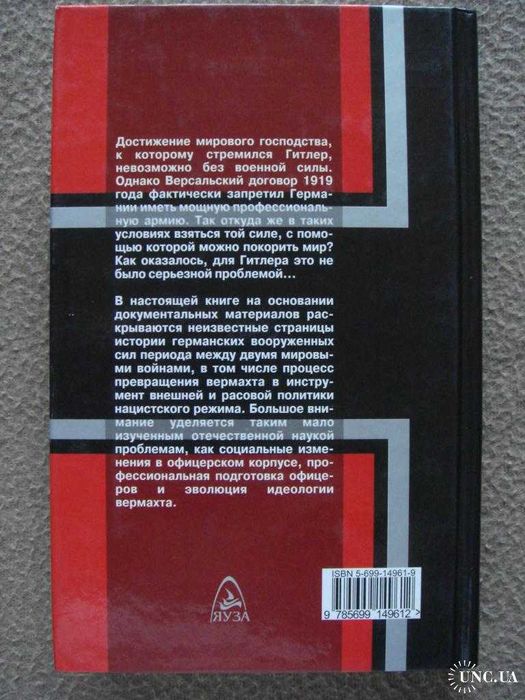 Достижение мирового господства,
к которому стремился Гитлер,
невозможно без военной силы.
Однако Версальский договор 1919
года фактически запретил Герма-
нии иметь мощную профессиональ-
ную армию. Так откуда же в таких
условиях взяться той силе, с по-
мощью которой можно покорить мир?
Как оказалось, для Гитлера это не
было серьезной проблемой...
В настоящей книге на основании
документальных материалов рас-
крываются неизвестные страницы
истории германских вооруженных
сил периода между двумя мировы-
ми войнами, в том числе процесс
превращения вермахта в инстру-
мент внешней и расовой политики
нацистского режима. Большое вни-
мание уделяется таким мало
изученным отечественной наукой
проблемам, как социальные изме-
нения в офицерском корпусе, про-
фессиональная подготовка офице-
ров и эволюция идеологии
вермахта.
ISBN 5-699-14961-9
9 785699 149612 >
ЯУЗА
UNC.UA